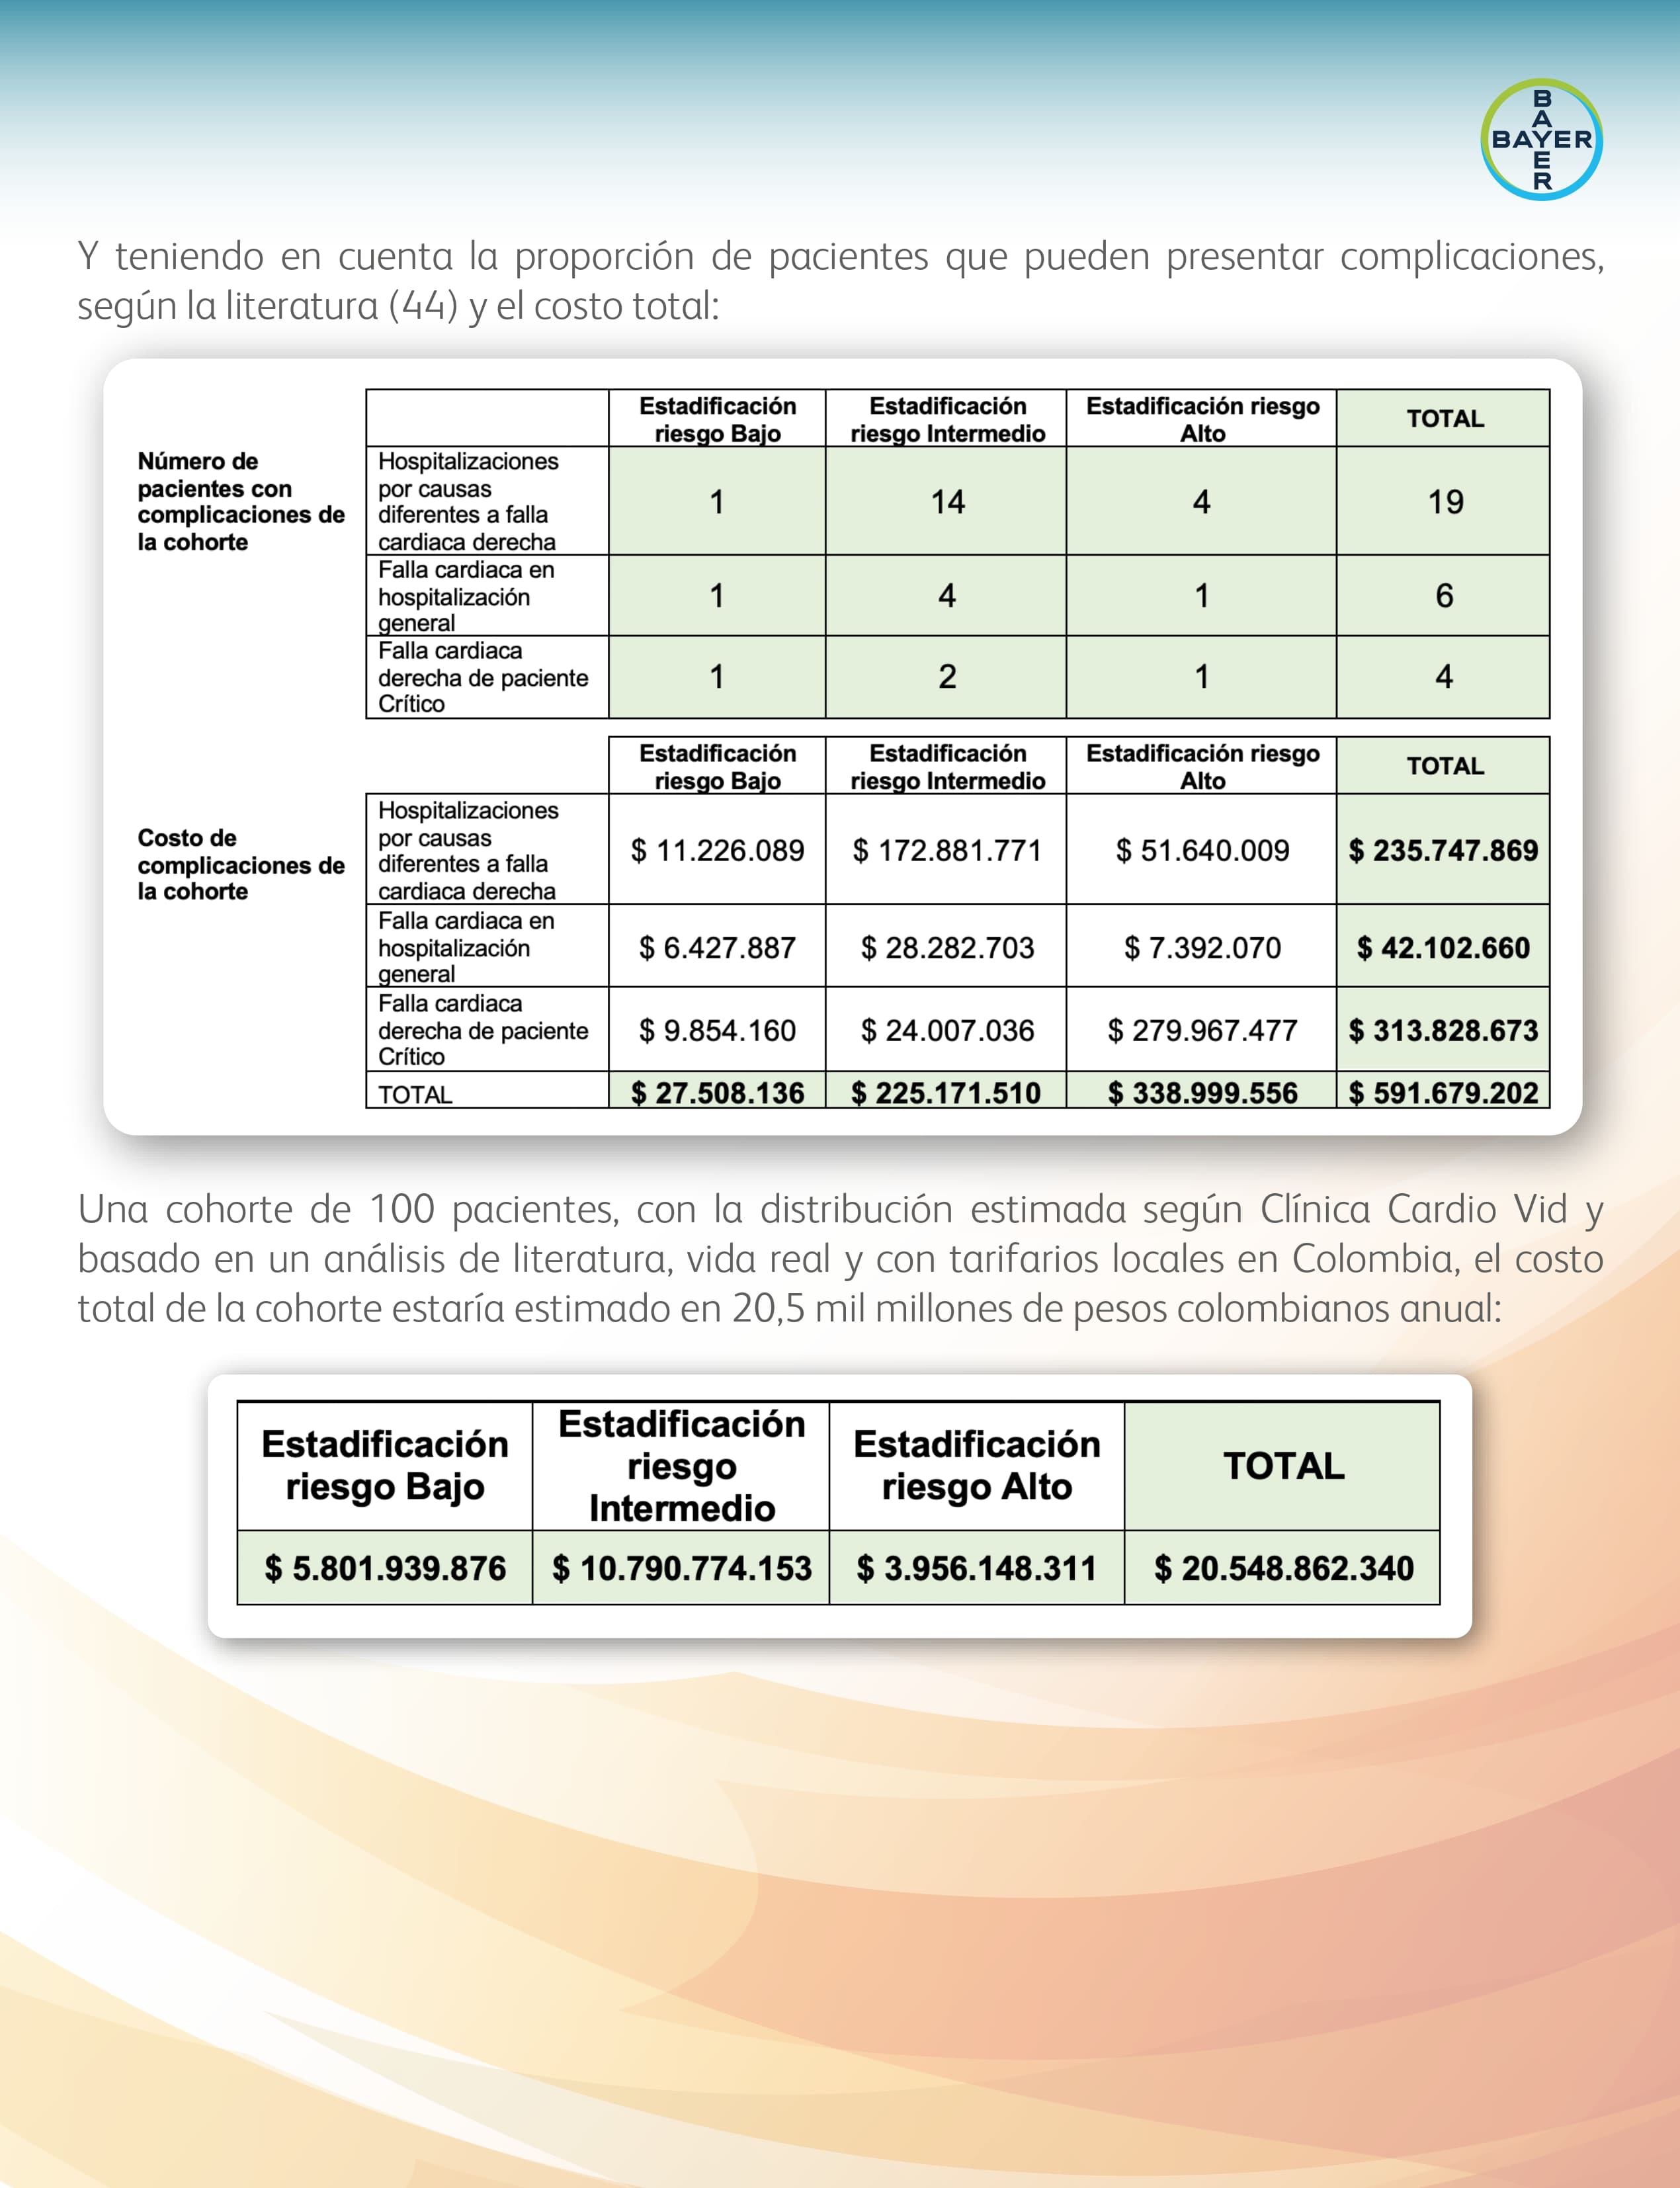 BAYER
BAYER
Y teniendo en cuenta la proporción de pacientes que pueden presentar complicaciones,
según la literatura (44) y el costo total:
Estadificación riesgo Bajo
Estadificación riesgo Intermedio
Estadificación riesgo Alto
TOTAL
Número de
pacientes con
complicaciones de
la cohorte
Hospitalizaciones
por causas
diferentes a falla
cardiaca derecha
1 14 4 19
Falla cardiaca en
hospitalización
general
1 4 1 6
Falla cardiaca
derecha de paciente
Crítico
1 2 1 4
Estadificación riesgo Bajo
Estadificación riesgo Intermedio
Estadificación riesgo Alto
TOTAL
Costo de
complicaciones de
la cohorte
Hospitalizaciones
por causas
diferentes a falla
cardiaca derecha
$ 11.226.089 $ 172.881.771 $ 51.640.009 $ 235.747.869
Falla cardiaca en
hospitalización
general
$ 6.427.887 $ 28.282.703 $ 7.392.070 $ 42.102.660
Falla cardiaca
derecha de paciente
Crítico
$ 9.854.160 $ 24.007.036 $ 279.967.477 $ 313.828.673
TOTAL $ 27.508.136 $ 225.171.510 $ 338.999.556 $ 591.679.202
Una cohorte de 100 pacientes, con la distribución estimada según Clínica Cardio Vid y
basado en un análisis de literatura, vida real y con tarifarios locales en Colombia, el costo
total de la cohorte estaría estimado en 20,5 mil millones de pesos colombianos anual:
Estadificación
riesgo Bajo
Estadificación
riesgo
Intermedio
Estadificación
riesgo Alto
TOTAL
$ 5.801.939.876 $ 10.790.774.153 $ 3.956.148.311 $ 20.548.862.340